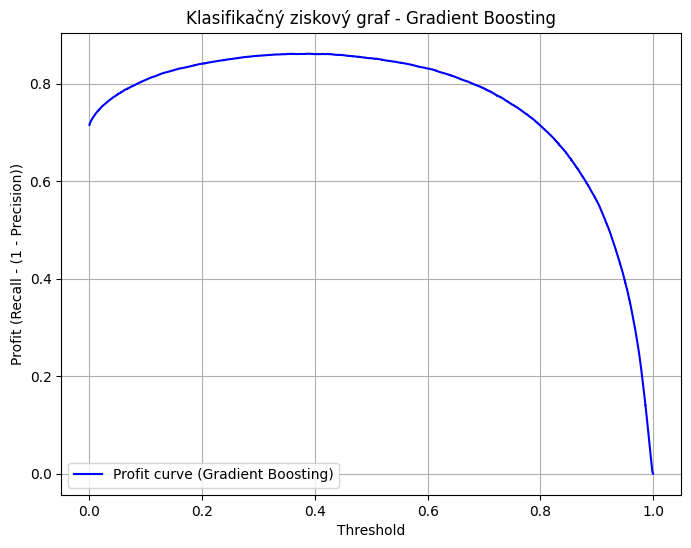 Klasifikačný ziskový graf - Gradient Boosting
Profit (Recall - (1 - Precision))
0.8
0.6
0.4
0.2
0.0
Profit curve (Gradient Boosting)
0.0 0.2 0.4 0.6 0.8 1.0
Threshold